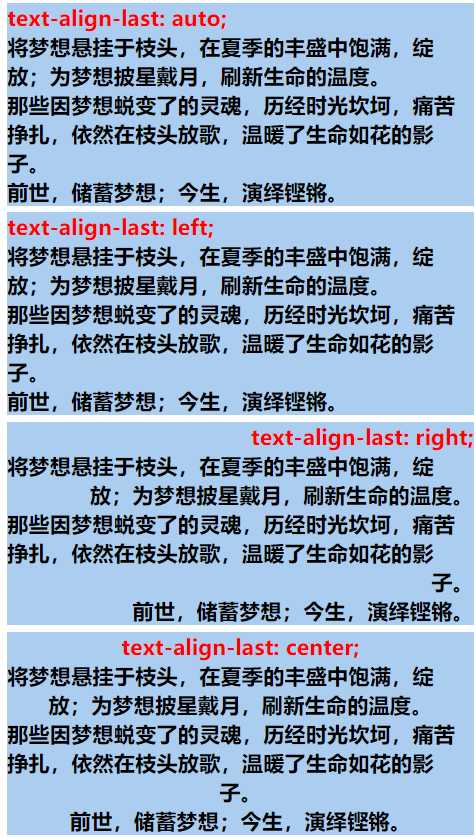 text-align-last: auto;
将梦想悬挂于枝头，在夏季的丰盛中饱满，绽
放；为梦想披星戴月，刷新生命的温度。
那些因梦想蜕变了的灵魂，历经时光坎坷，痛苦
挣扎，依然在枝头放歌，温暖了生命如花的影
子。
前世，储蓄梦想；今生，演绎铿锵。
text-align-last: left;
将梦想悬挂于枝头，在夏季的丰盛中饱满，绽
放；为梦想披星戴月，刷新生命的温度。
那些因梦想蜕变了的灵魂，历经时光坎坷，痛苦
挣扎，依然在枝头放歌，温暖了生命如花的影
子。
前世，储蓄梦想；今生，演绎铿锵。
text-align-last: right;
将梦想悬挂于枝头，在夏季的丰盛中饱满，绽
放；为梦想披星戴月，刷新生命的温度。
那些因梦想蜕变了的灵魂，历经时光坎坷，痛苦
挣扎，依然在枝头放歌，温暖了生命如花的影
子。
前世，储蓄梦想；今生，演绎铿锵。
text-align-last: center;
将梦想悬挂于枝头，在夏季的丰盛中饱满，绽
放；为梦想披星戴月，刷新生命的温度。
那些因梦想蜕变了的灵魂，历经时光坎坷，痛苦
挣扎，依然在枝头放歌，温暖了生命如花的影
子。
前世，储蓄梦想；今生，演绎铿锵。